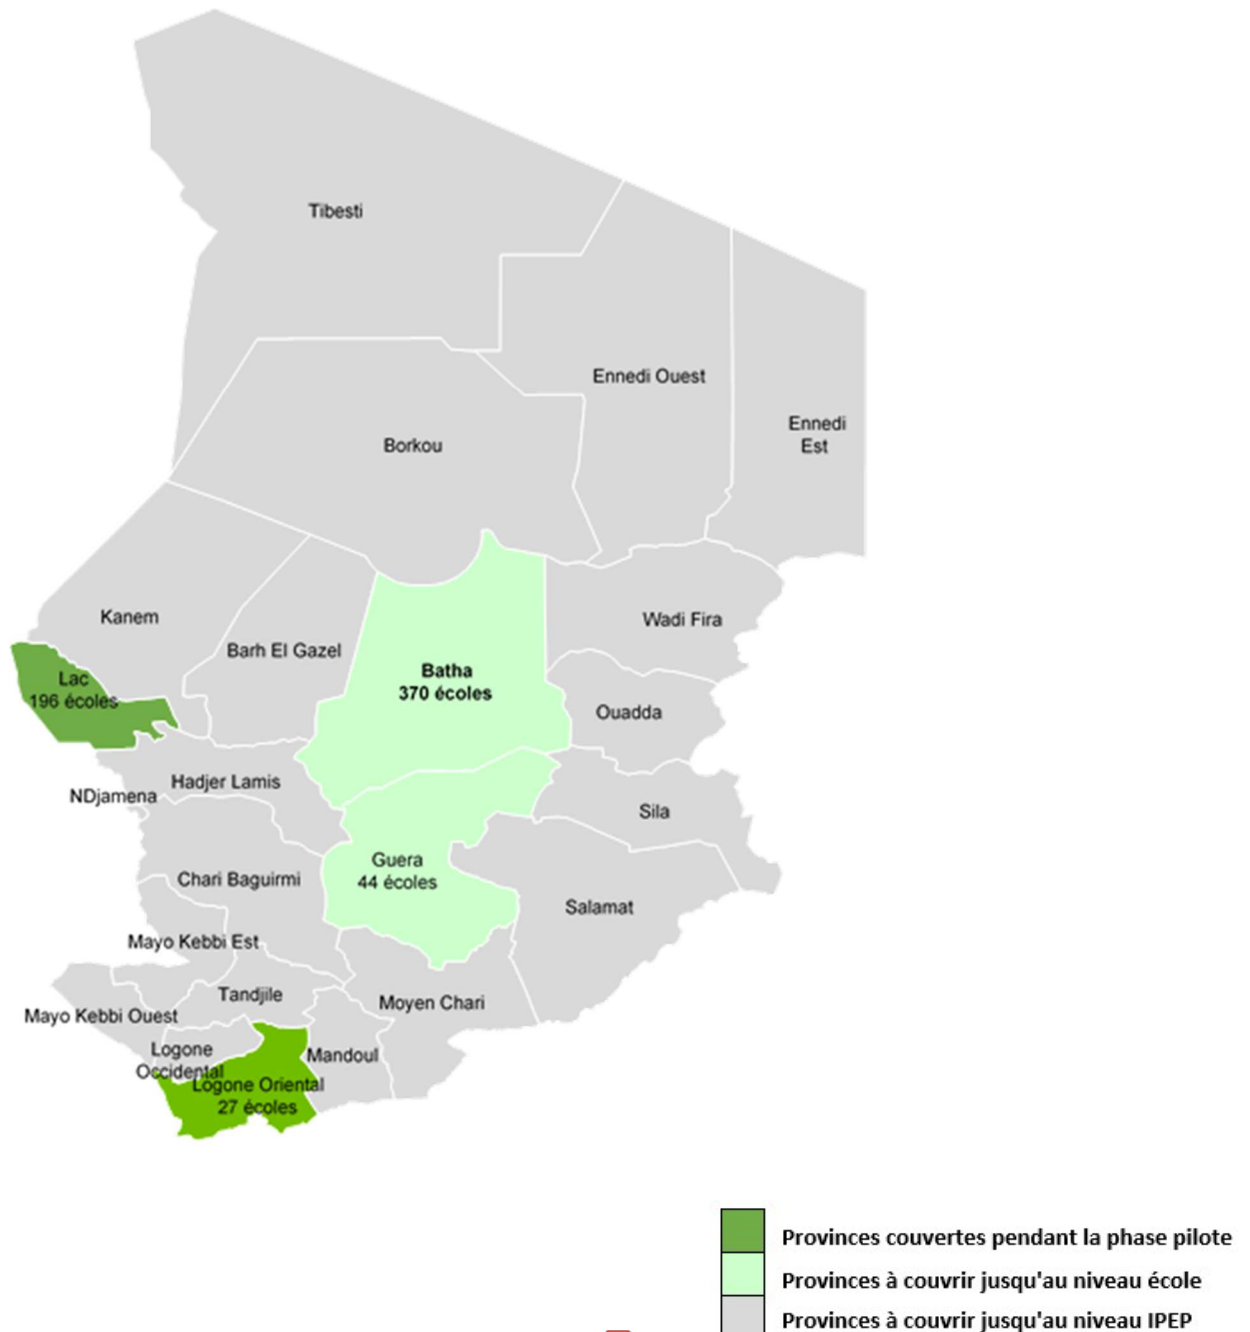 Tibesti
Ennedi Ouest
Ennedi
Est
Borkou
Kanem
Wadi Fira
Barh El Gazel
Batha
370 écoles
Lac
196 écoles
Ouadda
Hadjer Lamis
NDjamena
Sila
Guera
44 écoles
Chari Baguirmi
Salamat
Mayo Kebbi Est
Tandjile
Moyen Chari
Mayo Kebbi Ouest
Logone
Occidental
Mandoul
Logone Oriental
27 écoles
Provinces couvertes pendant la phase pilote
Provinces à couvrir jusqu'au niveau école
Provinces à couvrir jusqu'au niveau IPEP